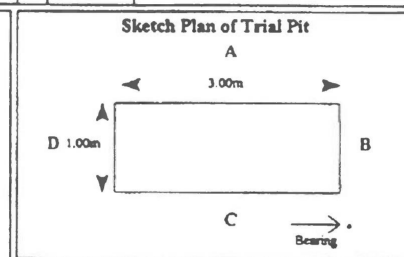 Sketch Plan of Trial Pit
A
3.00m
D 1.00m B
C
Bearing